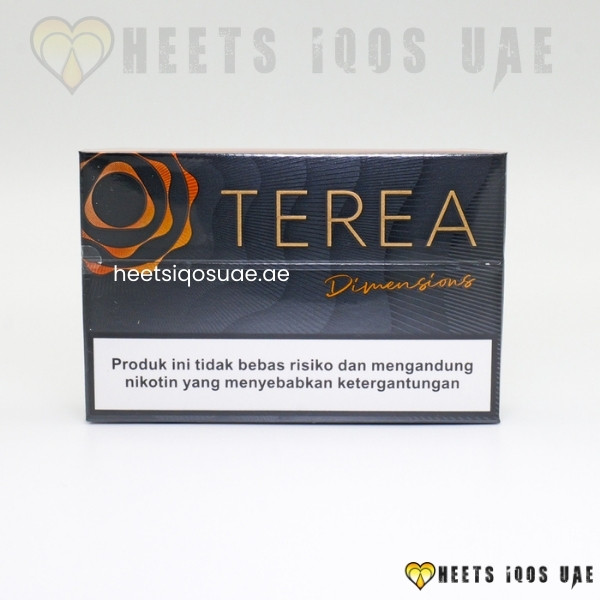 HEETS iQOS UAE
TEREA
heetsiqosuae.ae
Dimensions
Produk ini tidak bebas risiko dan mengandung
nikotin yang menyebabkan ketergantungan
HEETS iQOS UAE